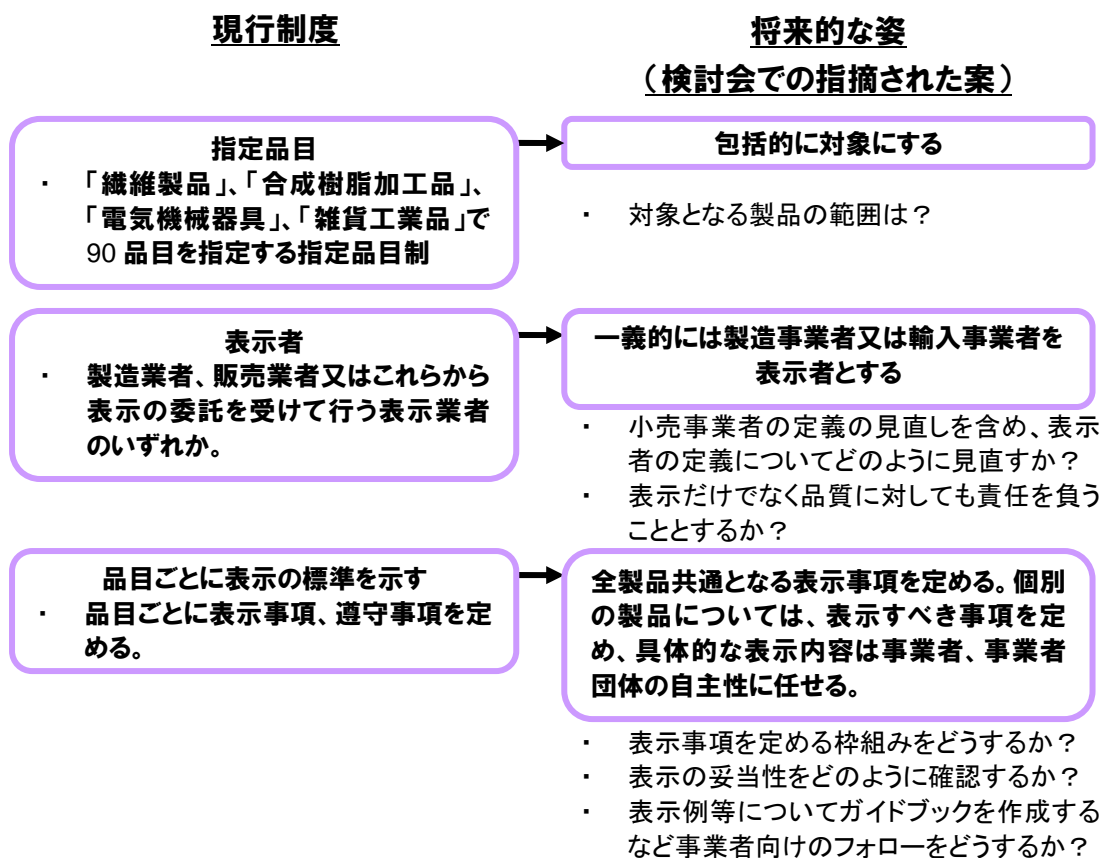 現行制度
将来的な姿
(検討会での指摘された案)
指定品目
・ 「繊維製品」、「合成樹脂加工品」、
「電気機械器具」、「雑貨工業品」で
90 品目を指定する指定品目制
包括的に対象にする
・ 対象となる製品の範囲は？
表示者
・ 製造業者、販売業者又はこれらから
表示の委託を受けて行う表示業者
のいずれか。
一義的には製造事業者又は輸入事業者を
表示者とする
・ 小売事業者の定義の見直しを含め、表示
者の定義についてどのように見直すか？
・ 表示だけでなく品質に対しても責任を負う
こととするか？
品目ごとに表示の標準を示す
・ 品目ごとに表示事項、遵守事項を定
める。
全製品共通となる表示事項を定める。個別
の製品については、表示すべき事項を定
め、具体的な表示内容は事業者、事業者
団体の自主性に任せる。
・ 表示事項を定める枠組みをどうするか？
・ 表示の妥当性をどのように確認するか？
・ 表示例等についてガイドブックを作成する
など事業者向けのフォローをどうするか？